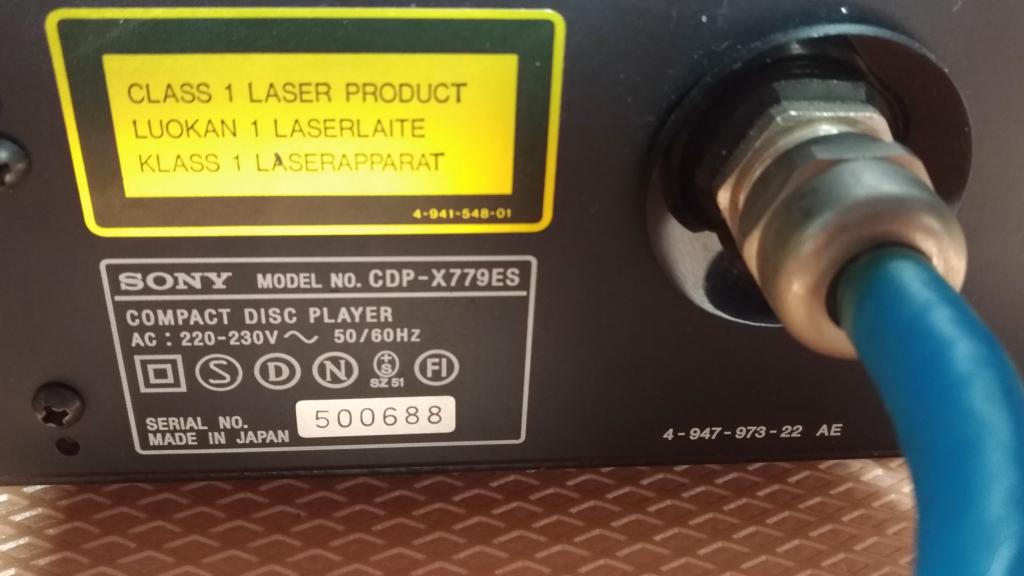 CLASS 1 LASER PRODUCT
LUOKAN 1 LASERLAITE
KLASS 1 LASERAPPARAT
4-941-548-01
SONY MODEL NO. CDP-X779ES
COMPACT DISC PLAYER
AC : 220-230V ~ 50/60HZ
S D N +S SZ 51 FI
SERIAL NO. 500688
MADE IN JAPAN
4-947-973-22 AE